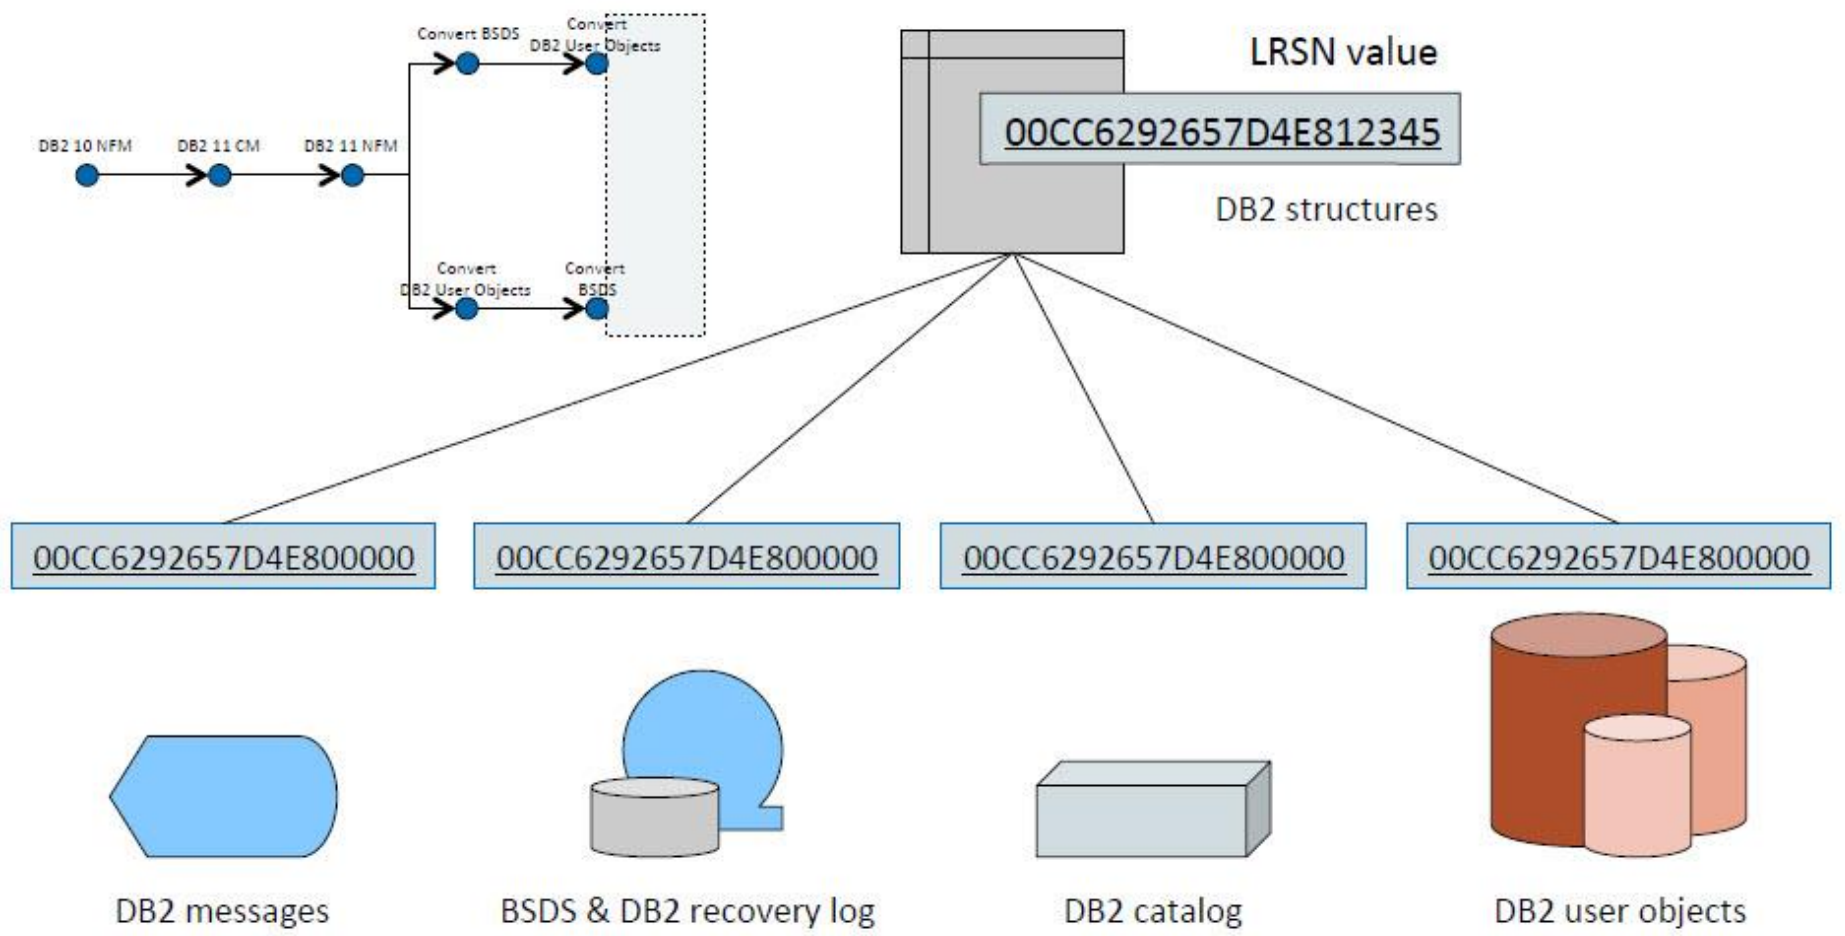 Convert BSDS
Convert
DB2 User Objects
DB2 10 NFM
DB2 11 CM
DB2 11 NFM
Convert
DB2 User Objects
Convert
BSDS
LRSN value
00CC6292657D4E812345
DB2 structures
00CC6292657D4E800000
00CC6292657D4E800000
00CC6292657D4E800000
00CC6292657D4E800000
DB2 messages
BSDS & DB2 recovery log
DB2 catalog
DB2 user objects